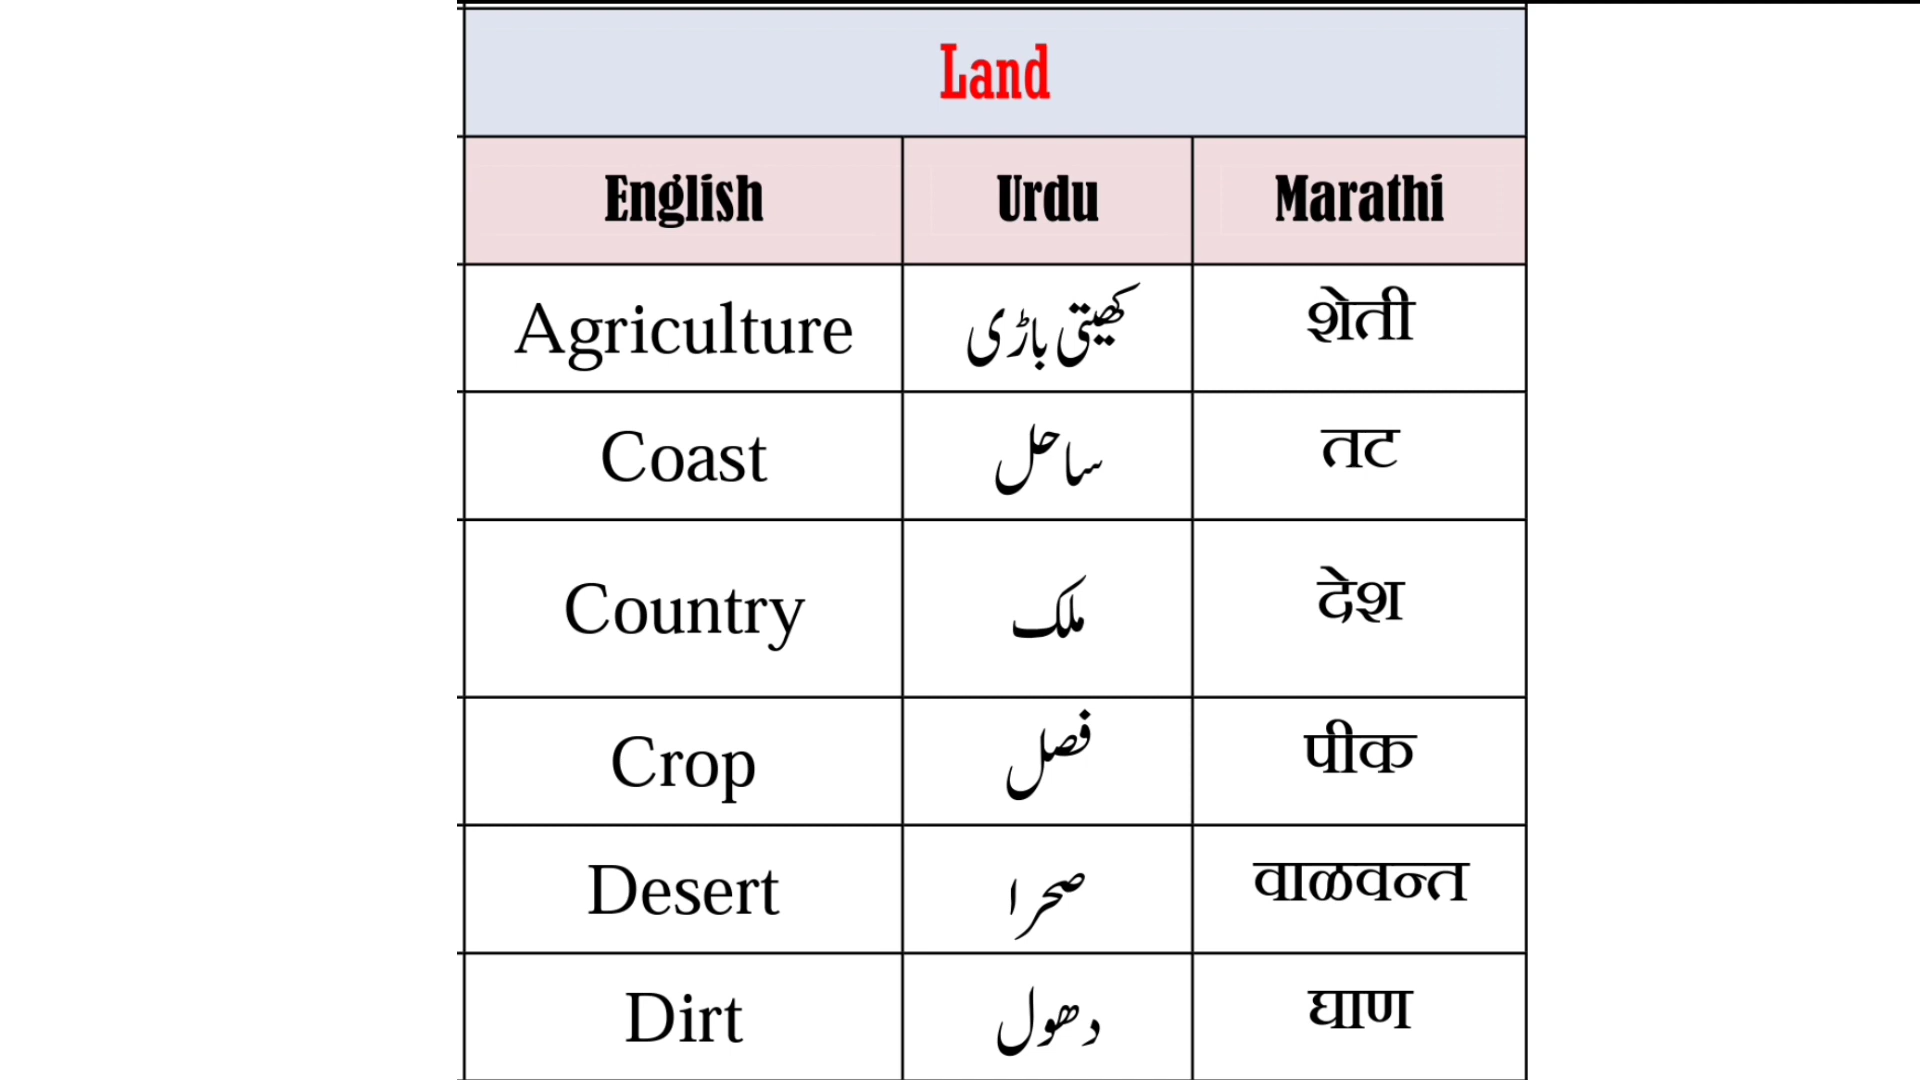 Land
English Urdu Marathi
Agriculture کھیتی باڑی शेती
Coast ساحل तट
Country ملک देश
Crop فصل पीक
Desert صحرا वाळवन्त
Dirt دھول घाण